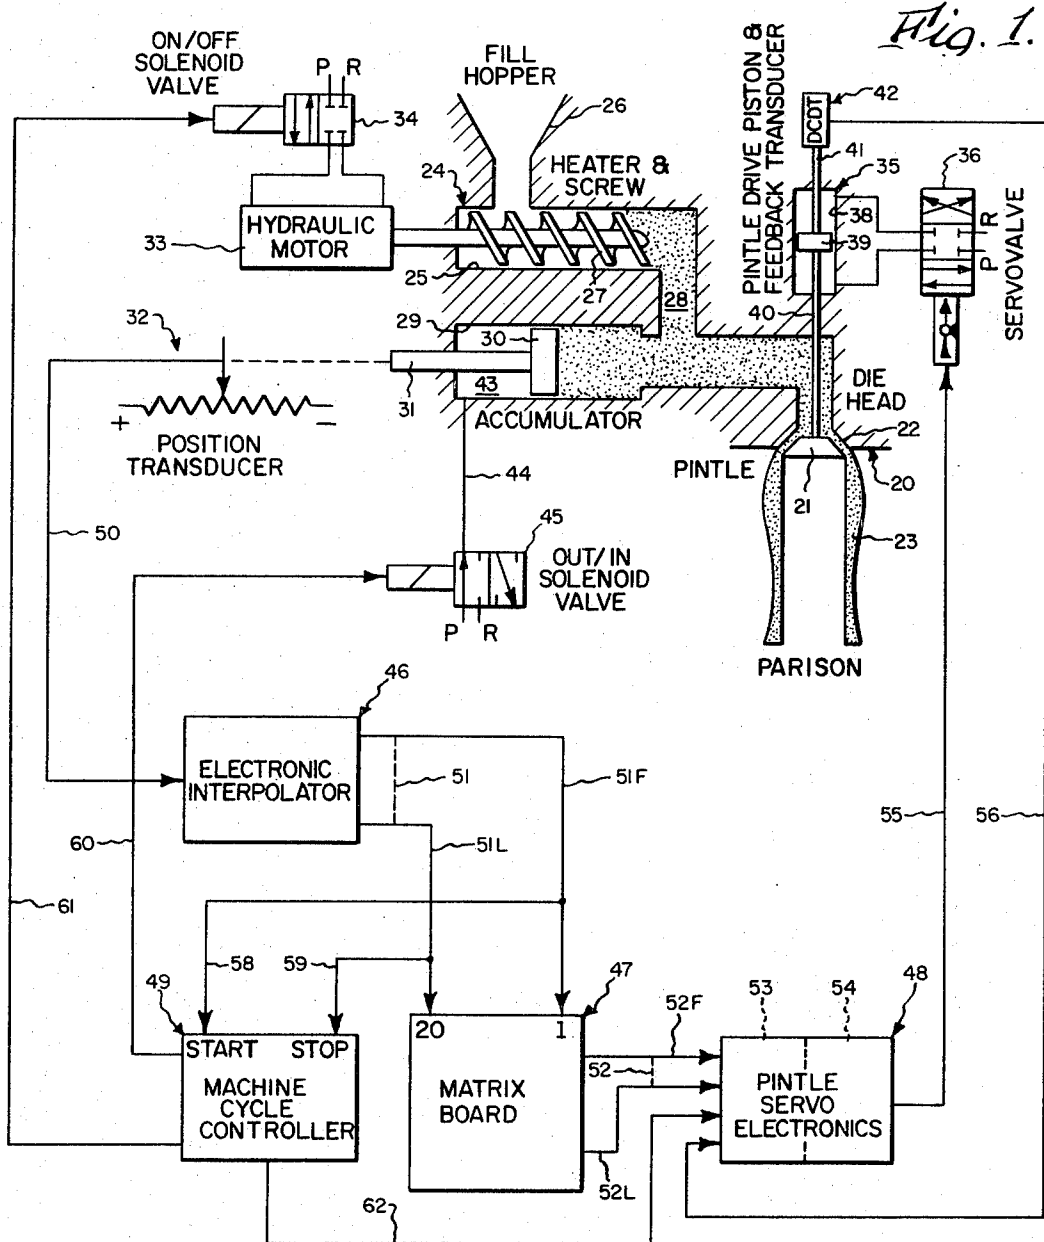 Fig. 1.
ON/OFF
SOLENOID
VALVE
P R
34
FILL
HOPPER
26
PINTLE DRIVE PISTON &
FEEDBACK TRANSDUCER
DCDT
42
41
35
36
38
39
R
P
SERVOVALVE
24
HEATER &
SCREW
HYDRAULIC
MOTOR
33
25
27
28
40
32
29
30
31
43
ACCUMULATOR
DIE
HEAD
22
+
−
POSITION
TRANSDUCER
PINTLE
21
20
44
50
45
23
OUT/IN
SOLENOID
VALVE
P R
PARISON
46
ELECTRONIC
INTERPOLATOR
51
51F
51L
60
55
56
61
58
59
49
47
48
START STOP
MACHINE
CYCLE
CONTROLLER
20 1
MATRIX
BOARD
52F
52
52L
53
54
PINTLE
SERVO
ELECTRONICS
62